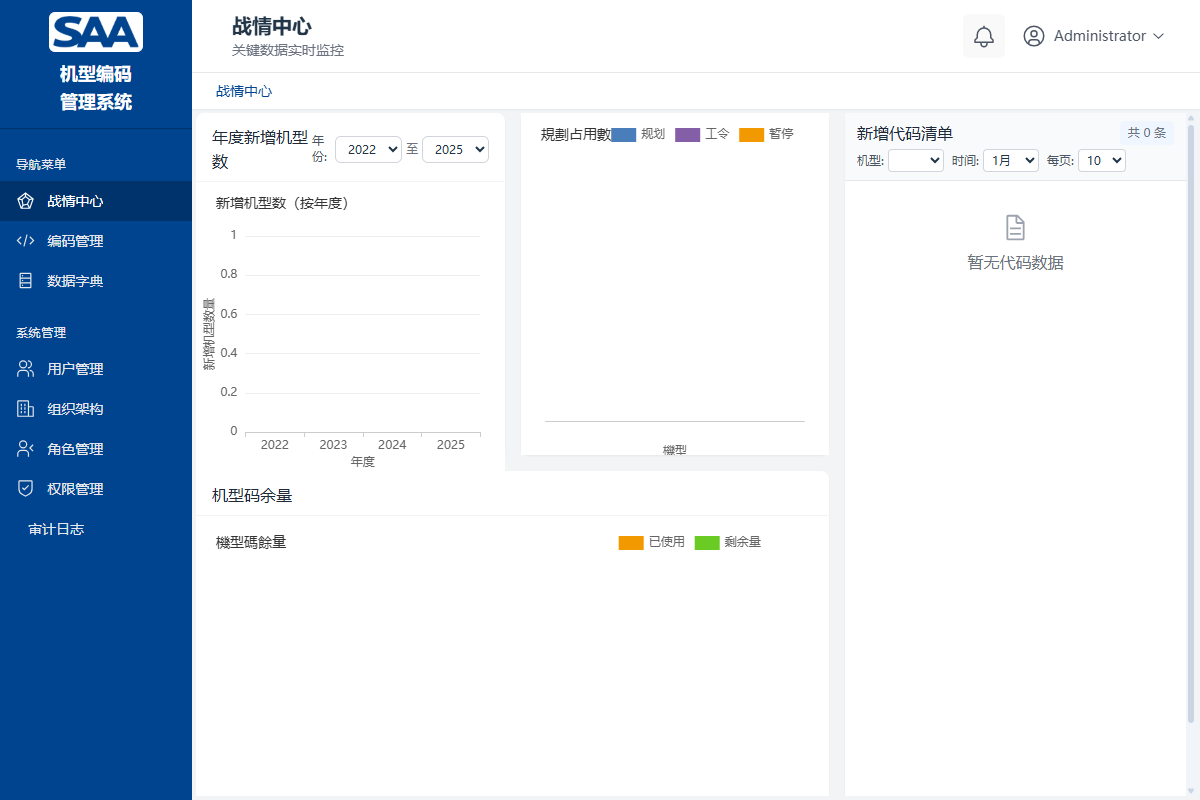 SAA
机型编码
管理系统
导航菜单
战情中心
编码管理
数据字典
系统管理
用户管理
组织架构
角色管理
权限管理
审计日志
战情中心
关键数据实时监控
Administrator
战情中心
年度新增机型数
年份:
2022
至
2025
新增机型数（按年度）
1
0.8
0.6
0.4
0.2
0
新增机型数量
2022 2023 2024 2025
年度
規劃占用數
规划 工令 暂停
機型
机型码余量
機型碼餘量
已使用 剩余量
新增代码清单
共 0 条
机型: 时间: 1月 每页: 10
暂无代码数据